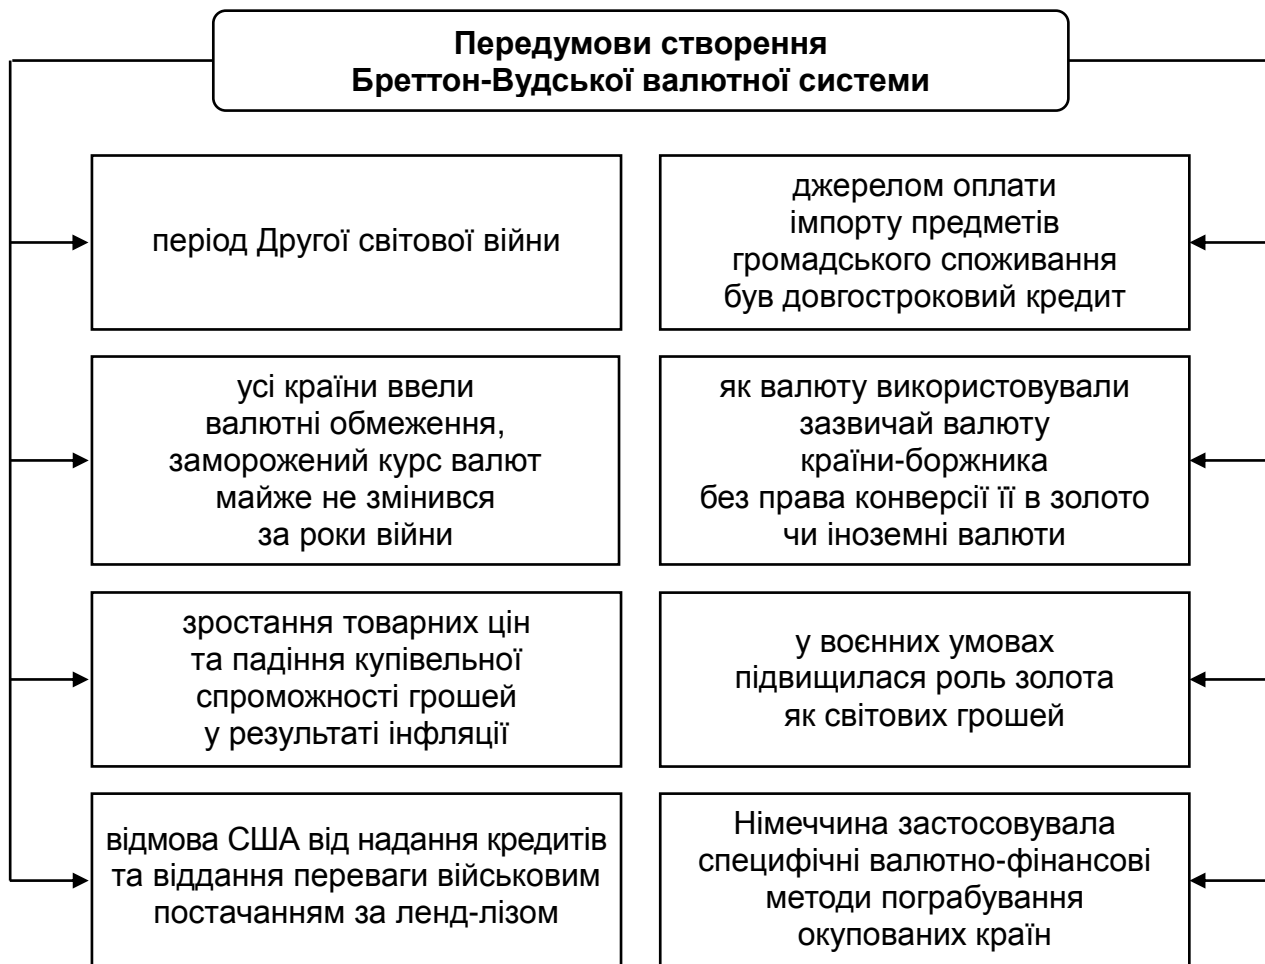 Передумови створення
Бреттон-Вудської валютної системи
період Другої світової війни
джерелом оплати
імпорту предметів
громадського споживання
був довгостроковий кредит
усі країни ввели
валютні обмеження,
заморожений курс валют
майже не змінився
за роки війни
як валюту використовували
зазвичай валюту
країни-боржника
без права конверсії її в золото
чи іноземні валюти
зростання товарних цін
та падіння купівельної
спроможності грошей
у результаті інфляції
у воєнних умовах
підвищилася роль золота
як світових грошей
відмова США від надання кредитів
та віддання переваги військовим
постачанням за ленд-лізом
Німеччина застосовувала
специфічні валютно-фінансові
методи пограбування
окупованих країн